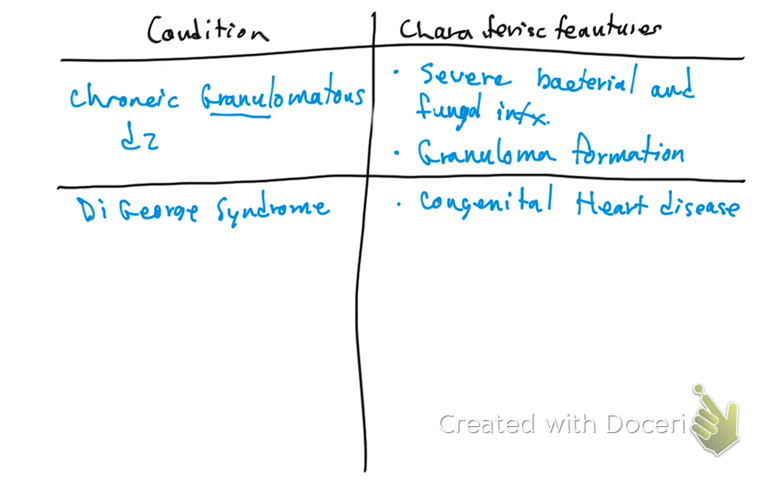 Condition
Charaterisc feautures
Chroneic Granulomatous
dz
• Severe bacterial and
fungal infx.
• Granuloma formation
Di George Syndrome
• Congenital Heart disease
Created with Doceri